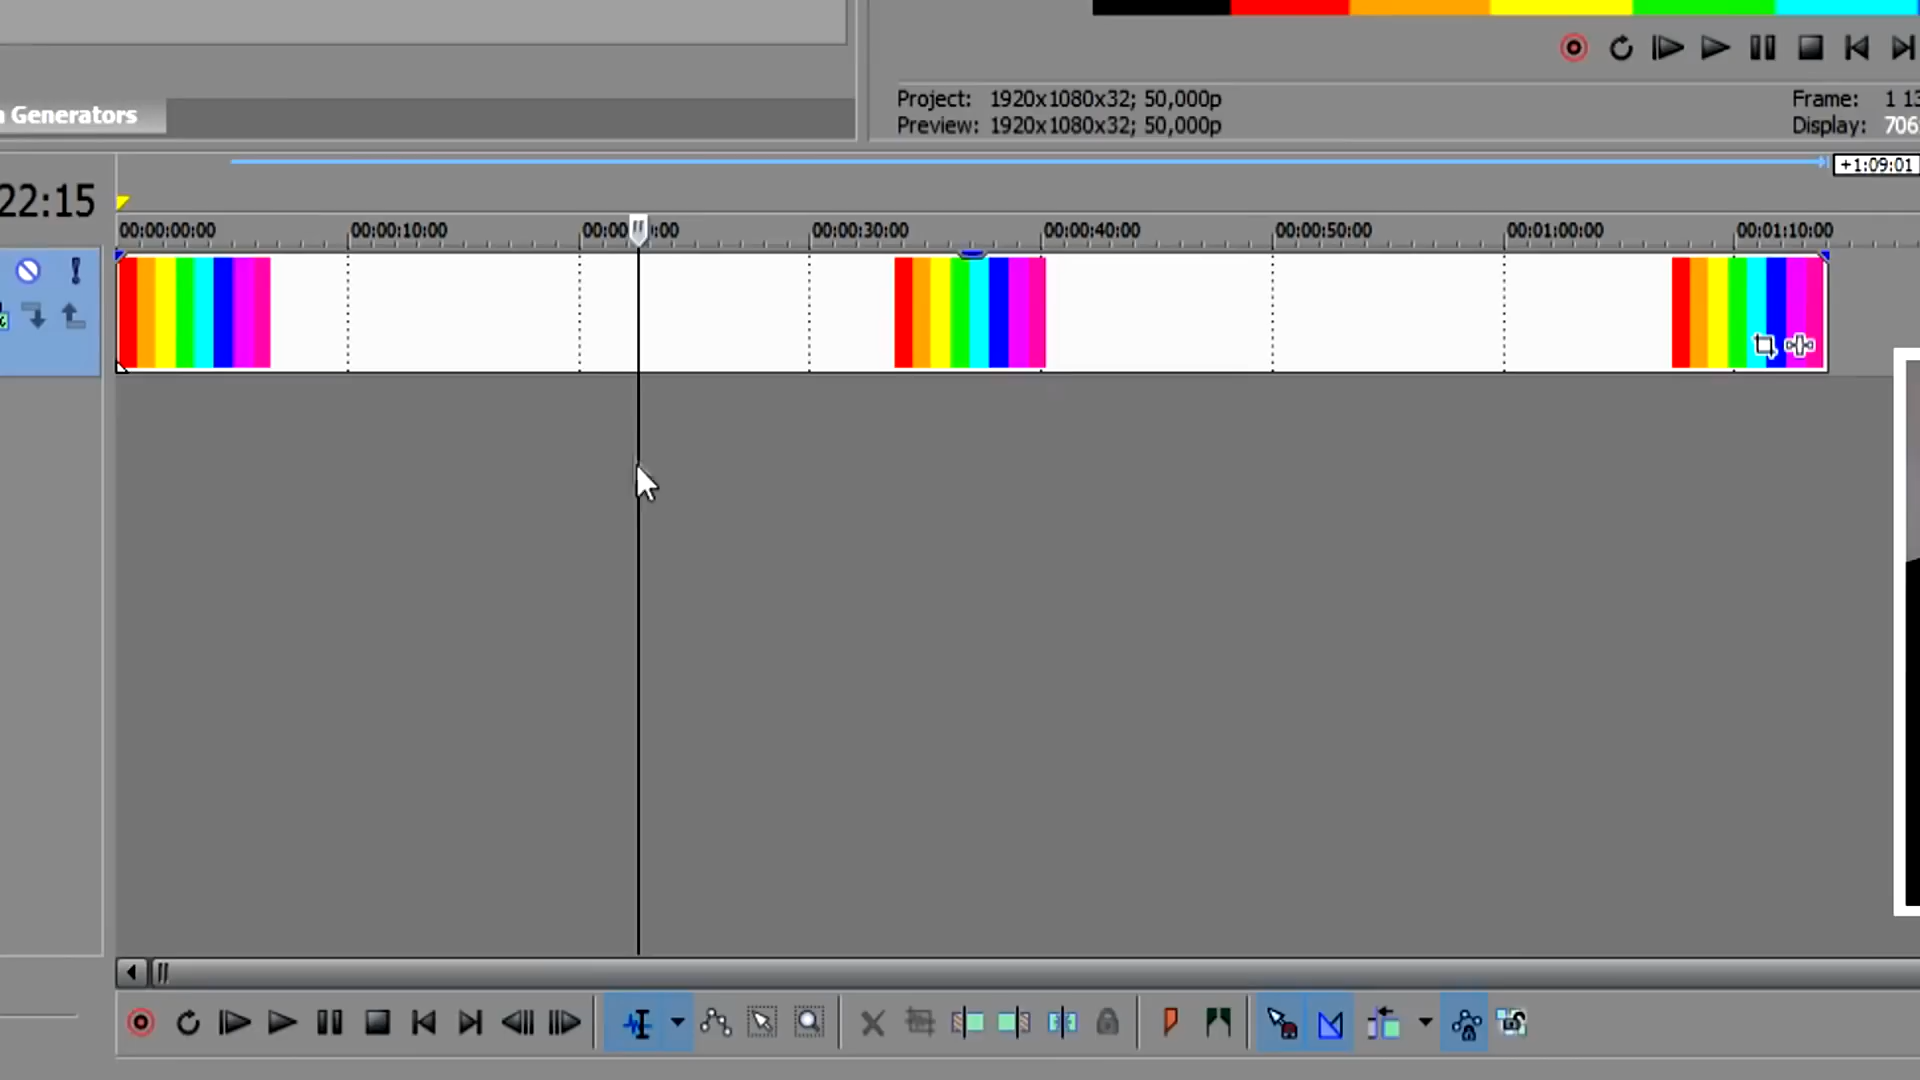 Generators
Project: 1920x1080x32; 50,000p
Preview: 1920x1080x32; 50,000p
Frame: 1 13
Display: 706
+1:09:01
22:15
00:00:00:00 00:00:10:00 00:00 :00 00:00:30:00 00:00:40:00 00:00:50:00 00:01:00:00 00:01:10:00